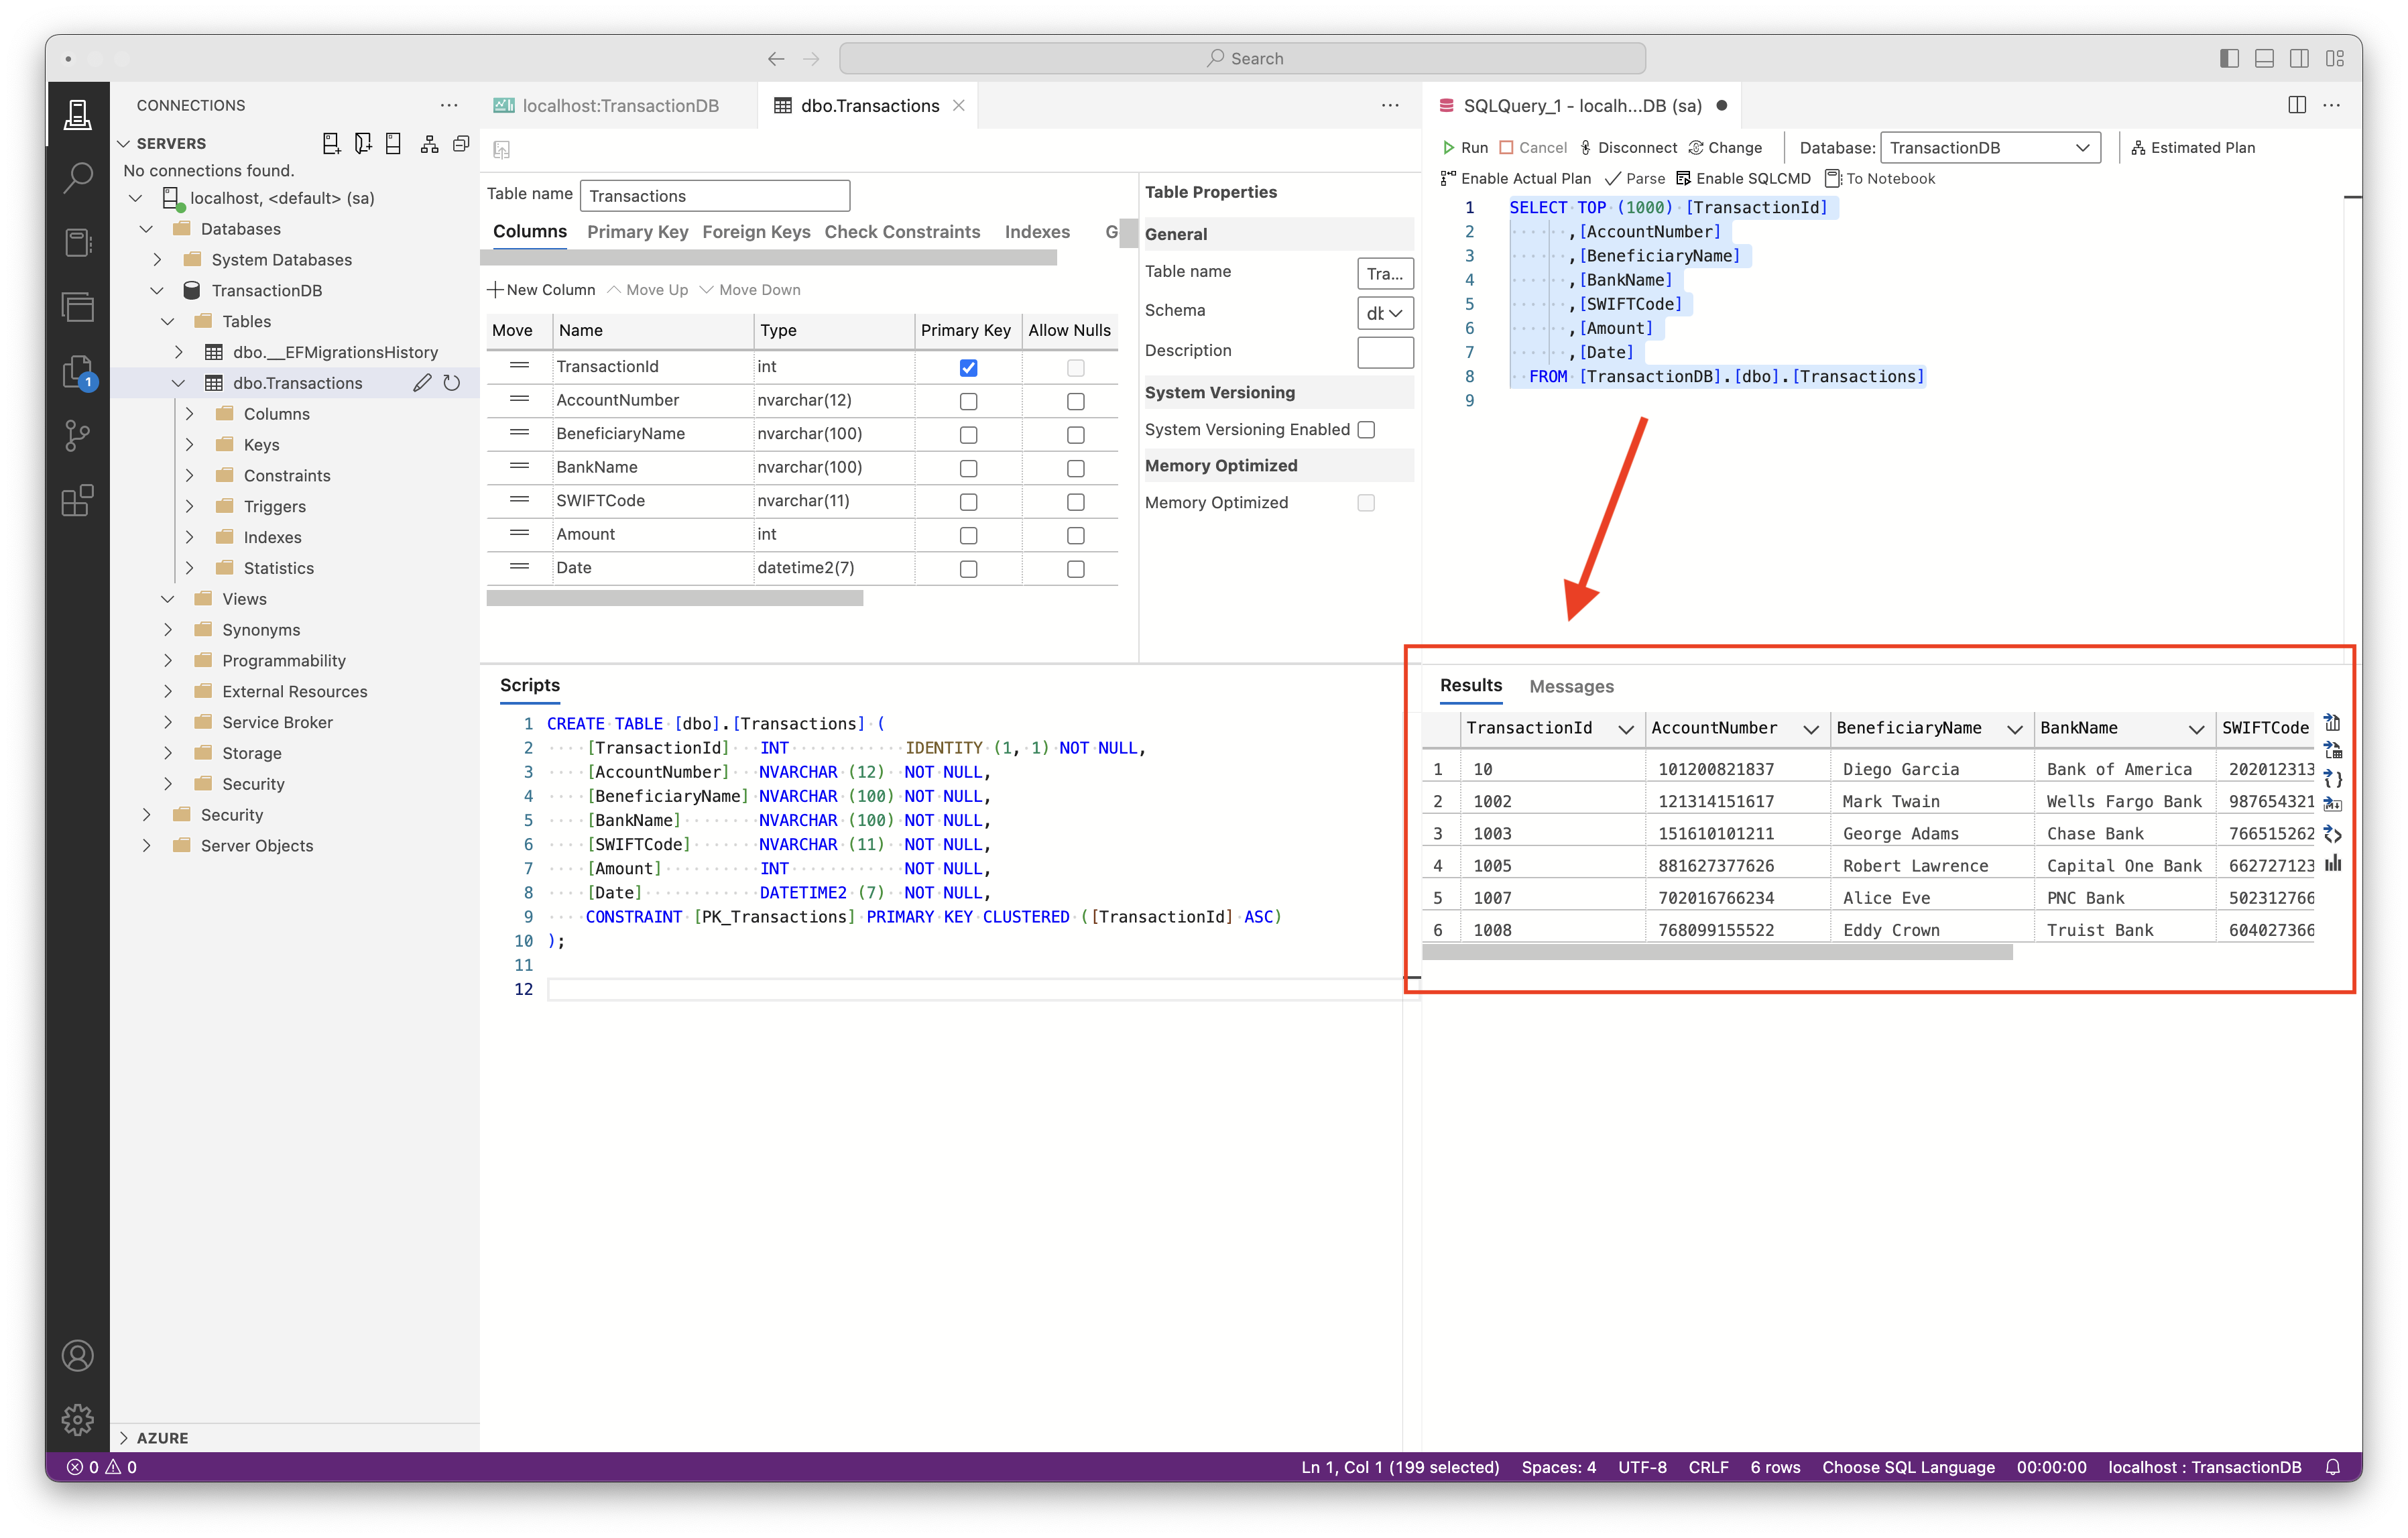 Search
CONNECTIONS
SERVERS
No connections found.
localhost, <default> (sa)
Databases
System Databases
TransactionDB
Tables
dbo.__EFMigrationsHistory
dbo.Transactions
Columns
Keys
Constraints
Triggers
Indexes
Statistics
Views
Synonyms
Programmability
External Resources
Service Broker
Storage
Security
Security
Server Objects
AZURE
1
localhost:TransactionDB
dbo.Transactions
Table name Transactions
Columns Primary Key Foreign Keys Check Constraints Indexes G
New Column Move Up Move Down
Move Name Type Primary Key Allow Nulls
TransactionId int
AccountNumber nvarchar(12)
BeneficiaryName nvarchar(100)
BankName nvarchar(100)
SWIFTCode nvarchar(11)
Amount int
Date datetime2(7)
Table Properties
General
Table name Tra...
Schema db
Description
System Versioning
System Versioning Enabled
Memory Optimized
Memory Optimized
Scripts
1 CREATE TABLE [dbo].[Transactions] (
2 [TransactionId] INT IDENTITY (1, 1) NOT NULL,
3 [AccountNumber] NVARCHAR (12) NOT NULL,
4 [BeneficiaryName] NVARCHAR (100) NOT NULL,
5 [BankName] NVARCHAR (100) NOT NULL,
6 [SWIFTCode] NVARCHAR (11) NOT NULL,
7 [Amount] INT NOT NULL,
8 [Date] DATETIME2 (7) NOT NULL,
9 CONSTRAINT [PK_Transactions] PRIMARY KEY CLUSTERED ([TransactionId] ASC)
10 );
11
12
SQLQuery_1 - localh...DB (sa)
Run Cancel Disconnect Change Database: TransactionDB Estimated Plan
Enable Actual Plan Parse Enable SQLCMD To Notebook
1 SELECT TOP (1000) [TransactionId]
2 ,[AccountNumber]
3 ,[BeneficiaryName]
4 ,[BankName]
5 ,[SWIFTCode]
6 ,[Amount]
7 ,[Date]
8 FROM [TransactionDB].[dbo].[Transactions]
9
Results Messages
TransactionId AccountNumber BeneficiaryName BankName SWIFTCode
1 10 101200821837 Diego Garcia Bank of America 202012313
2 1002 121314151617 Mark Twain Wells Fargo Bank 987654321
3 1003 151610101211 George Adams Chase Bank 766515262
4 1005 881627377626 Robert Lawrence Capital One Bank 662727123
5 1007 702016766234 Alice Eve PNC Bank 502312766
6 1008 768099155522 Eddy Crown Truist Bank 604027366
0 0 Ln 1, Col 1 (199 selected) Spaces: 4 UTF-8 CRLF 6 rows Choose SQL Language 00:00:00 localhost : TransactionDB